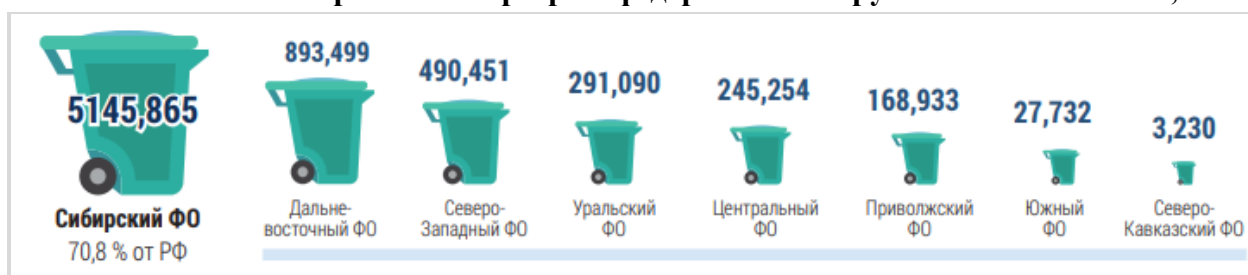 5145,865
Сибирский ФО
70,8 % от РФ
893,499
Дальне-
восточный ФО
490,451
Северо-
Западный ФО
291,090
Уральский
ФО
245,254
Центральный
ФО
168,933
Приволжский
ФО
27,732
Южный
ФО
3,230
Северо-
Кавказский ФО